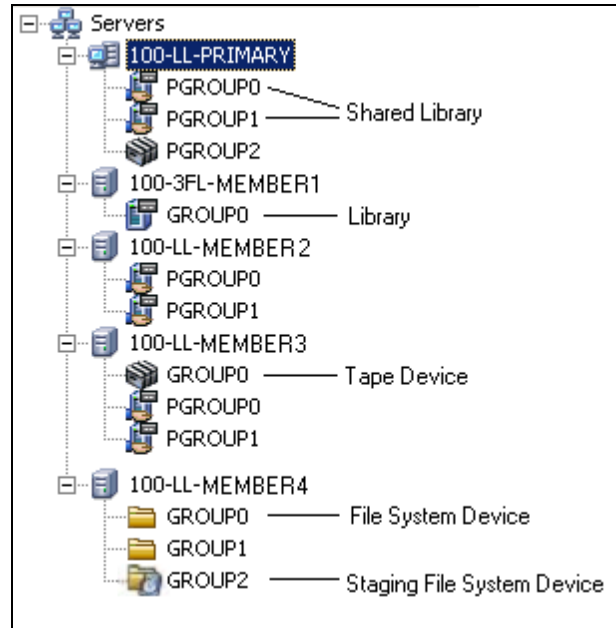 Servers
100-LL-PRIMARY
PGROUP0
PGROUP1
Shared Library
PGROUP2
100-3FL-MEMBER1
GROUP0
Library
100-LL-MEMBER2
PGROUP0
PGROUP1
100-LL-MEMBER3
GROUP0
Tape Device
PGROUP0
PGROUP1
100-LL-MEMBER4
GROUP0
File System Device
GROUP1
GROUP2
Staging File System Device